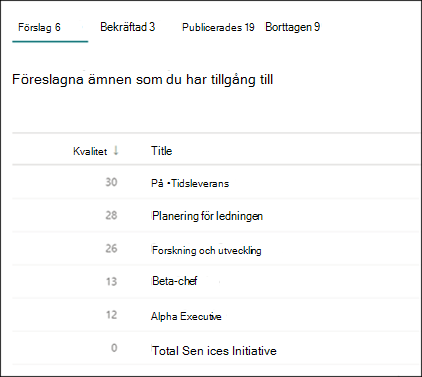 Förslag 6 Bekräftad 3 Publicerades 19 Borttagen 9
Föreslagna ämnen som du har tillgång till
Kvalitet ↓ Title
30 På •Tidsleverans
28 Planering för ledningen
26 Forskning och utveckling
13 Beta-chef
12 Alpha Executive
0 Total Sen ices Initiative